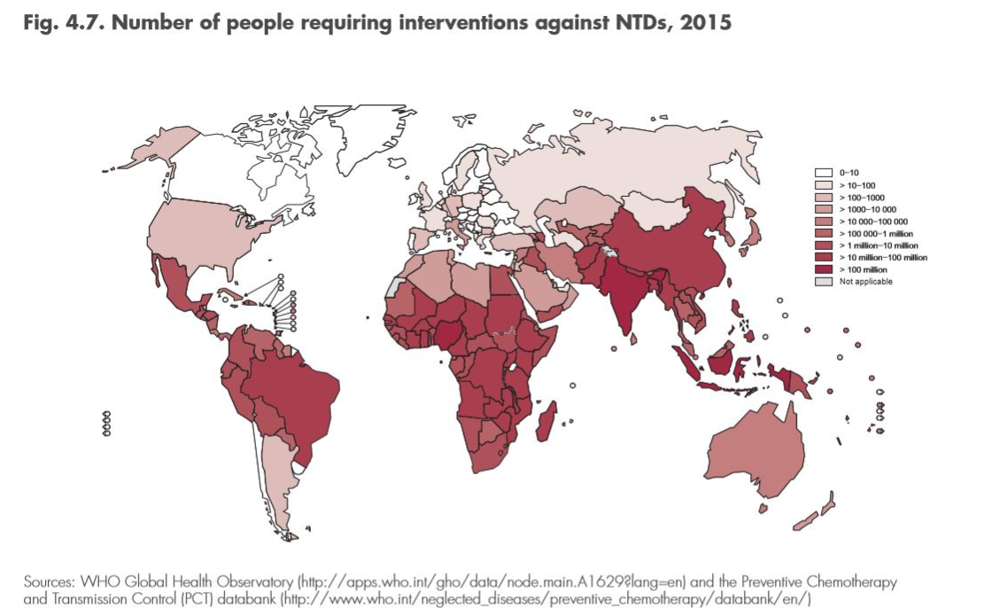 Fig. 4.7. Number of people requiring interventions against NTDs, 2015
0–10
> 10–100
> 100–1000
> 1000–10 000
> 10 000–100 000
> 100 000–1 million
> 1 million–10 million
> 10 million–100 million
> 100 million
Not applicable
Sources: WHO Global Health Observatory (http://apps.who.int/gho/data/node.main.A1629?lang=en) and the Preventive Chemotherapy
and Transmission Control (PCT) databank (http://www.who.int/neglected_diseases/preventive_chemotherapy/databank/en/)